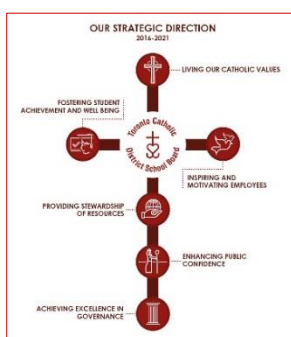 OUR STRATEGIC DIRECTION
2016-2021
LIVING OUR CATHOLIC VALUES
FOSTERING STUDENT
ACHIEVEMENT AND WELL BEING
Toronto Catholic
District School Board
INSPIRING AND
MOTIVATING EMPLOYEES
PROVIDING STEWARDSHIP
OF RESOURCES
ENHANCING PUBLIC
CONFIDENCE
ACHIEVING EXCELLENCE IN
GOVERNANCE